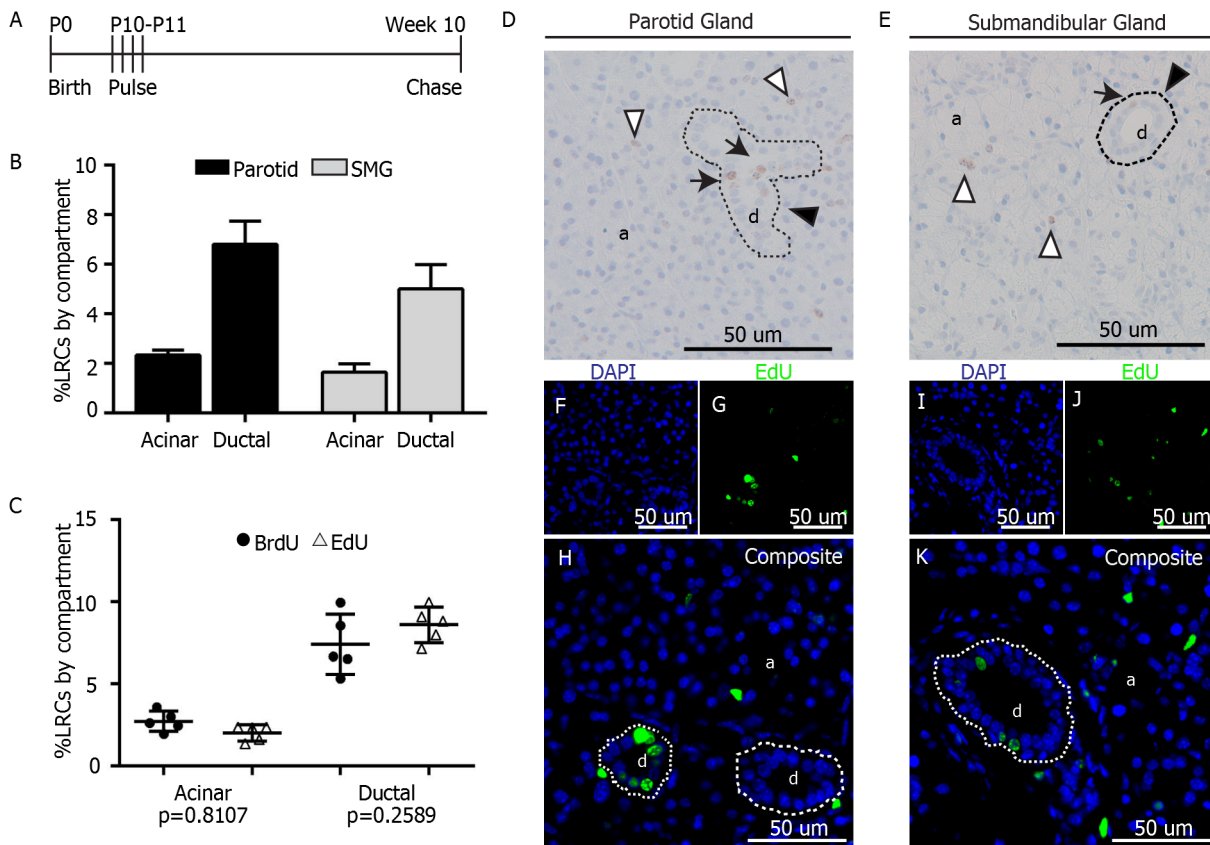 A
P0 P10-P11 Week 10
Birth Pulse Chase
B
%LRCs by compartment
10
8
6
4
2
0
Parotid SMG
Acinar Ductal Acinar Ductal
C
%LRCs by compartment
15
10
5
0
BrdU EdU
Acinar Ductal
p=0.8107 p=0.2589
D
Parotid Gland
a
d
50 um
E
Submandibular Gland
a
d
50 um
DAPI EdU
F
50 um
G
50 um
H
Composite
a
d
d
50 um
DAPI EdU
I
50 um
J
50 um
K
Composite
a
d
50 um